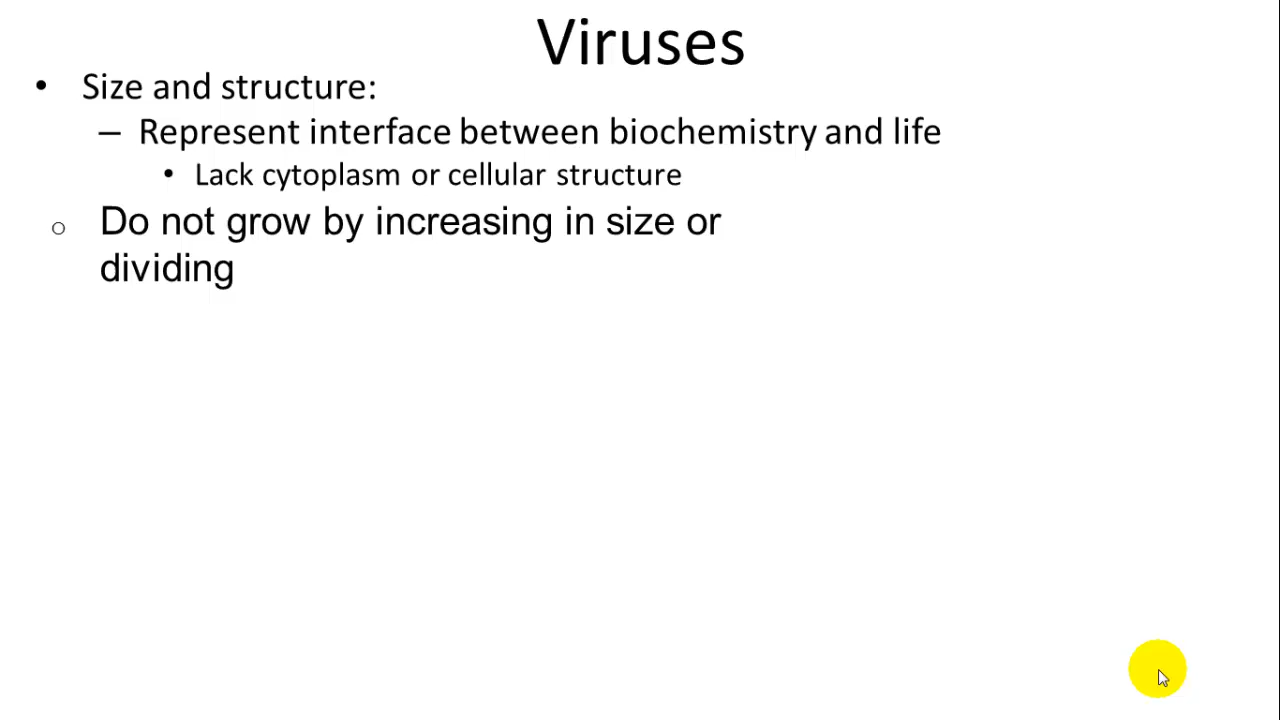 Viruses
• Size and structure:
– Represent interface between biochemistry and life
• Lack cytoplasm or cellular structure
○ Do not grow by increasing in size or
dividing